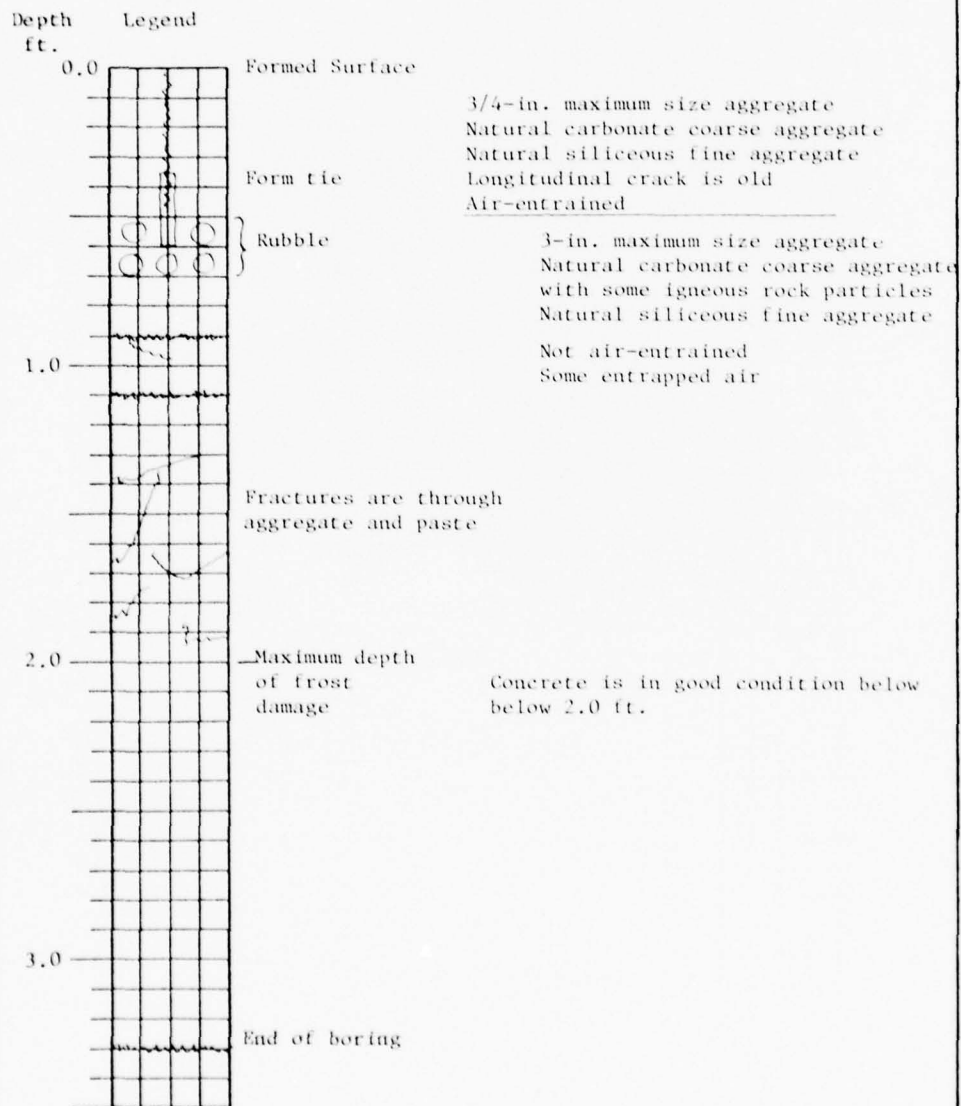 Depth Legend
ft.
0.0
Formed Surface
3/4-in. maximum size aggregate
Natural carbonate coarse aggregate
Natural siliceous fine aggregate
Form tie
Longitudinal crack is old
Air-entrained
Rubble
3-in. maximum size aggregate
Natural carbonate coarse aggregate
with some igneous rock particles
Natural siliceous fine aggregate
Not air-entrained
1.0
Some entrapped air
Fractures are through
aggregate and paste
2.0
Maximum depth
of frost
damage
Concrete is in good condition below
below 2.0 ft.
3.0
End of boring